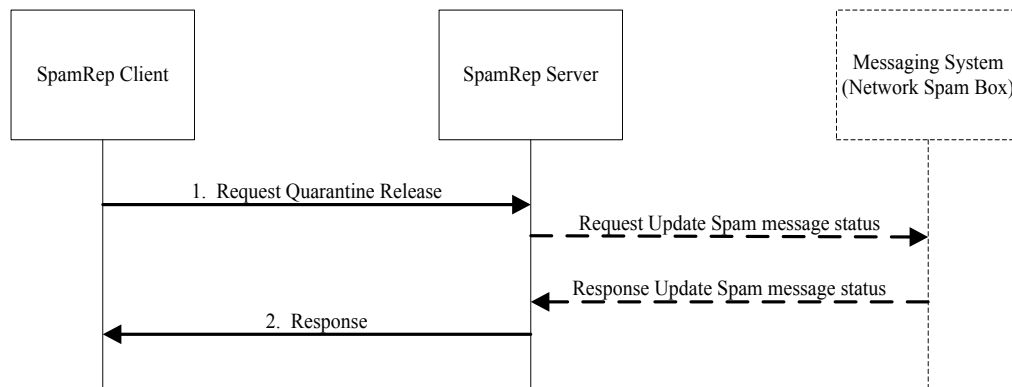 SpamRep Client
SpamRep Server
Messaging System
(Network Spam Box)
1. Request Quarantine Release
Request Update Spam message status
Response Update Spam message status
2. Response